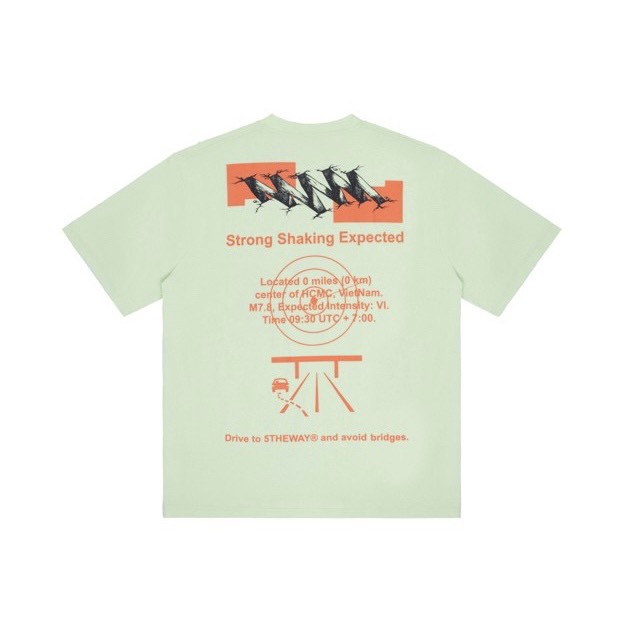 Strong Shaking Expected
Located 0 miles (0 km)
center of HCMC, VietNam.
M7.8, Expected Intensity: VI.
Time 09:30 UTC + 7:00.
Drive to 5THEWAY® and avoid bridges.